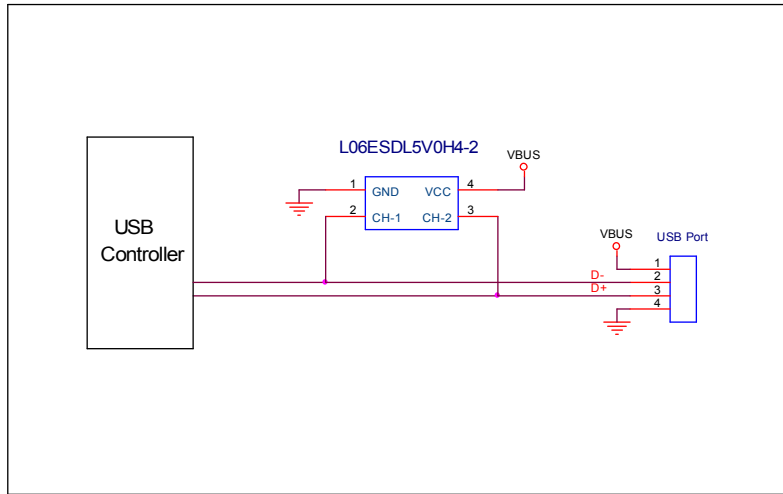 L06ESDL5V0H4-2
VBUS
1 GND VCC 4
2 CH-1 CH-2 3
USB
Controller
VBUS
USB Port
1
D- 2
D+ 3
4